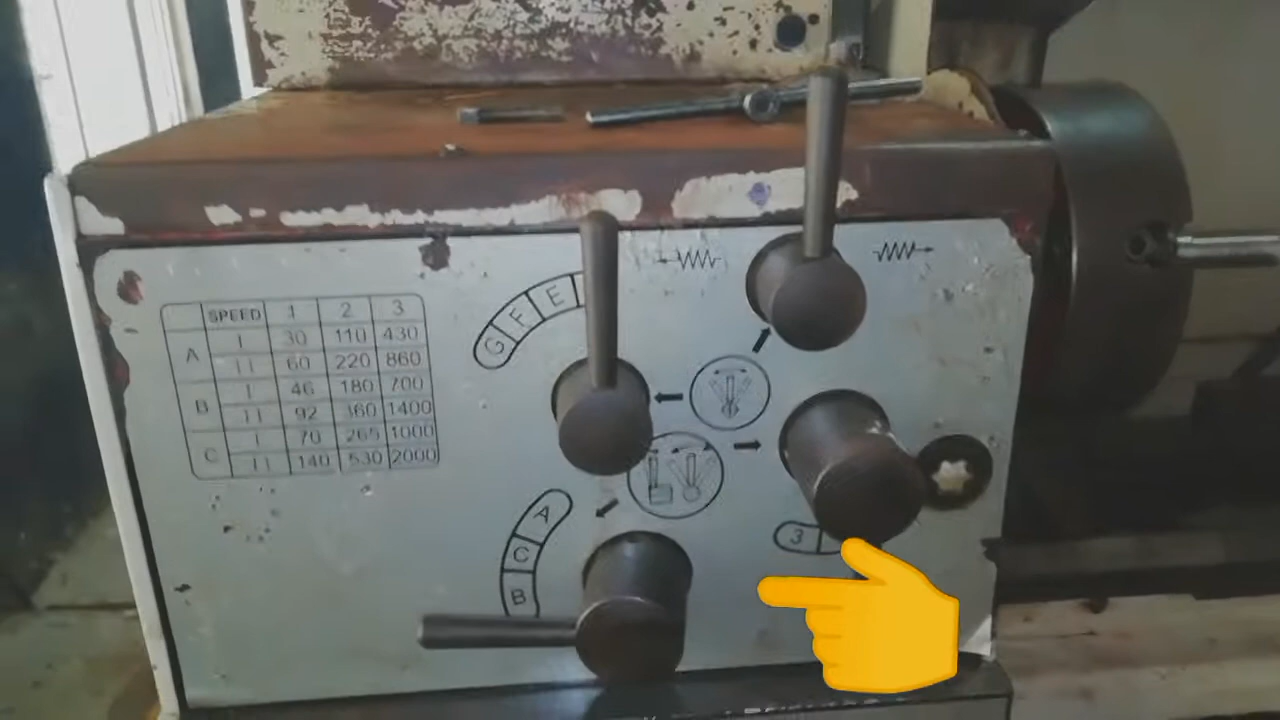 SPEED 1 2 3
A I 30 110 430
II 60 220 860
B I 46 180 700
II 92 360 1400
C I 70 265 1000
II 140 530 2000
G F E
A
C
B
3